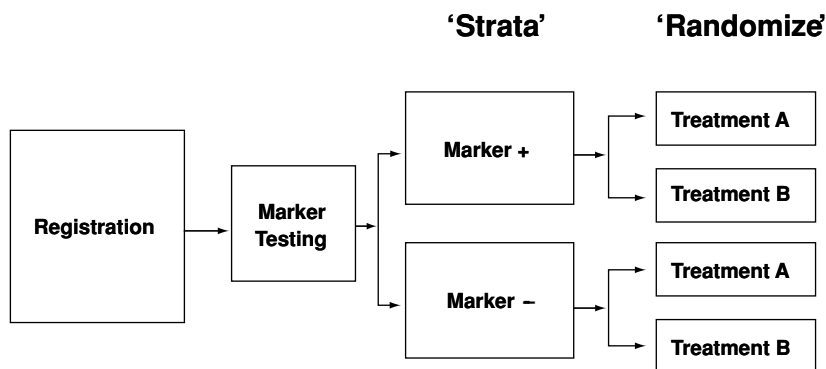 ‘Strata’ ‘Randomize’
Registration
Marker
Testing
Marker +
Marker –
Treatment A
Treatment B
Treatment A
Treatment B